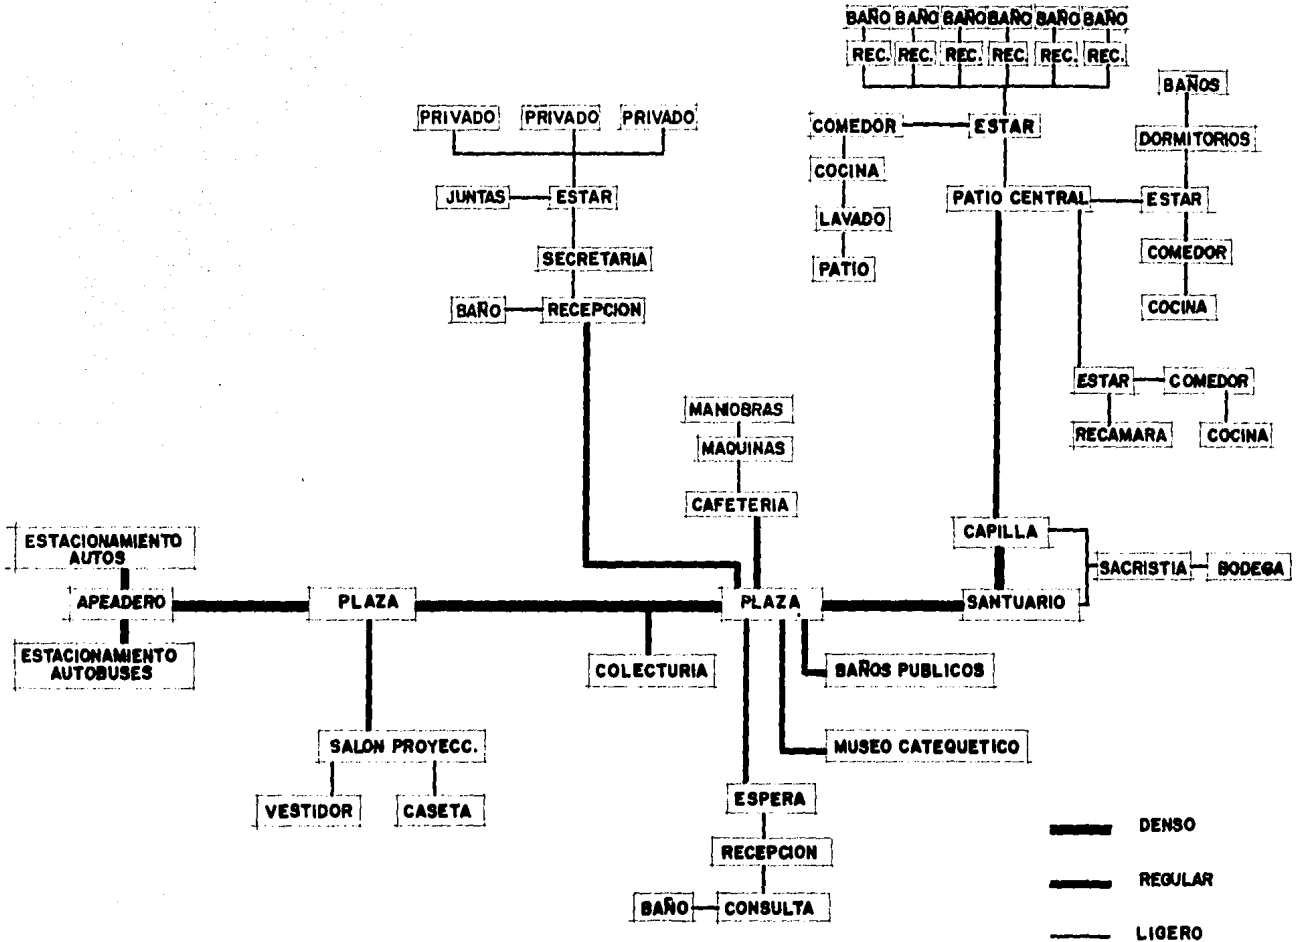 BAÑO BAÑO BAÑO BAÑO BAÑO BAÑO
REC. REC. REC. REC. REC. REC.
BAÑOS
PRIVADO PRIVADO PRIVADO
COMEDOR ESTAR
DORMITORIOS
COCINA
JUNTAS ESTAR
PATIO CENTRAL ESTAR
LAVADO
SECRETARIA
COMEDOR
PATIO
BAÑO RECEPCION
COCINA
ESTAR COMEDOR
MANIOBRAS
RECAMARA COCINA
MAQUINAS
CAFETERIA
CAPILLA
ESTACIONAMIENTO
AUTOS
SACRISTIA BODEGA
APEADERO PLAZA PLAZA SANTUARIO
ESTACIONAMIENTO
AUTOBUSES
COLECTURIA BAÑOS PUBLICOS
SALON PROYECC. MUSEO CATEQUETICO
ESPERA
VESTIDOR CASETA
DENSO
RECEPCION
REGULAR
BAÑO CONSULTA
LIGERO